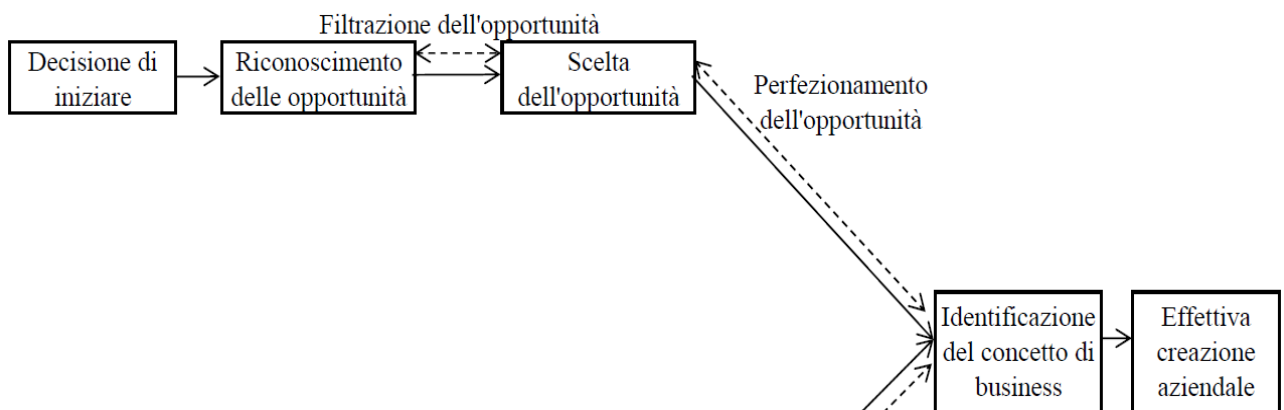 Filtrazione dell'opportunità
Decisione di
iniziare
Riconoscimento
delle opportunità
Scelta
dell'opportunità
Perfezionamento
dell'opportunità
Identificazione
del concetto di
business
Effettiva
creazione
aziendale